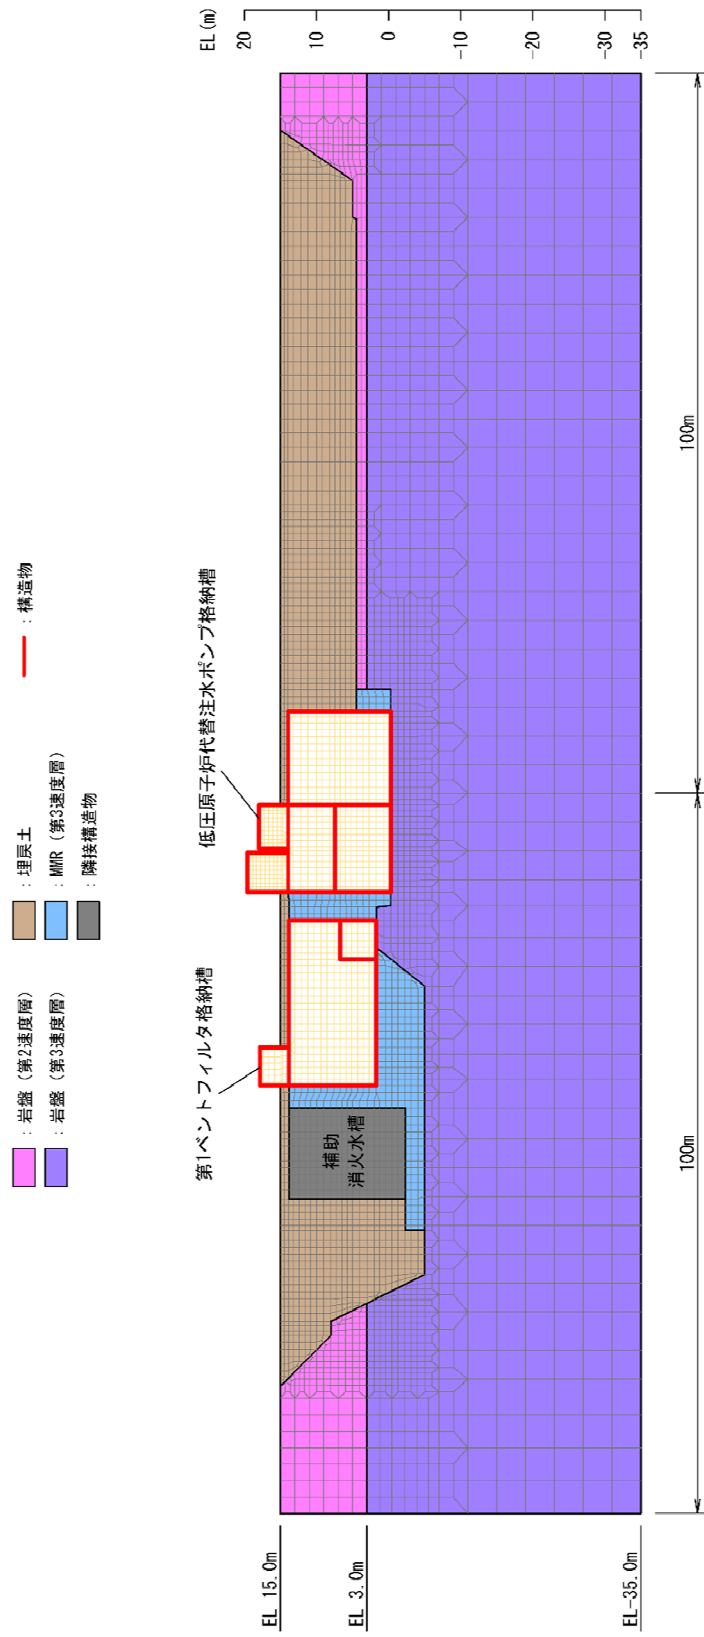 : 岩盤 (第2速度層)
: 岩盤 (第3速度層)
: 埋戻土
: MMR (第3速度層)
: 隣接構造物
: 構造物
第1ベントフィルタ格納槽
低圧原子炉代替注水ポンプ格納槽
補助
消火水槽
EL 15.0m
EL 3.0m
EL-35.0m
EL(m)
20
10
0
-10
-20
-30
-35
100m
100m